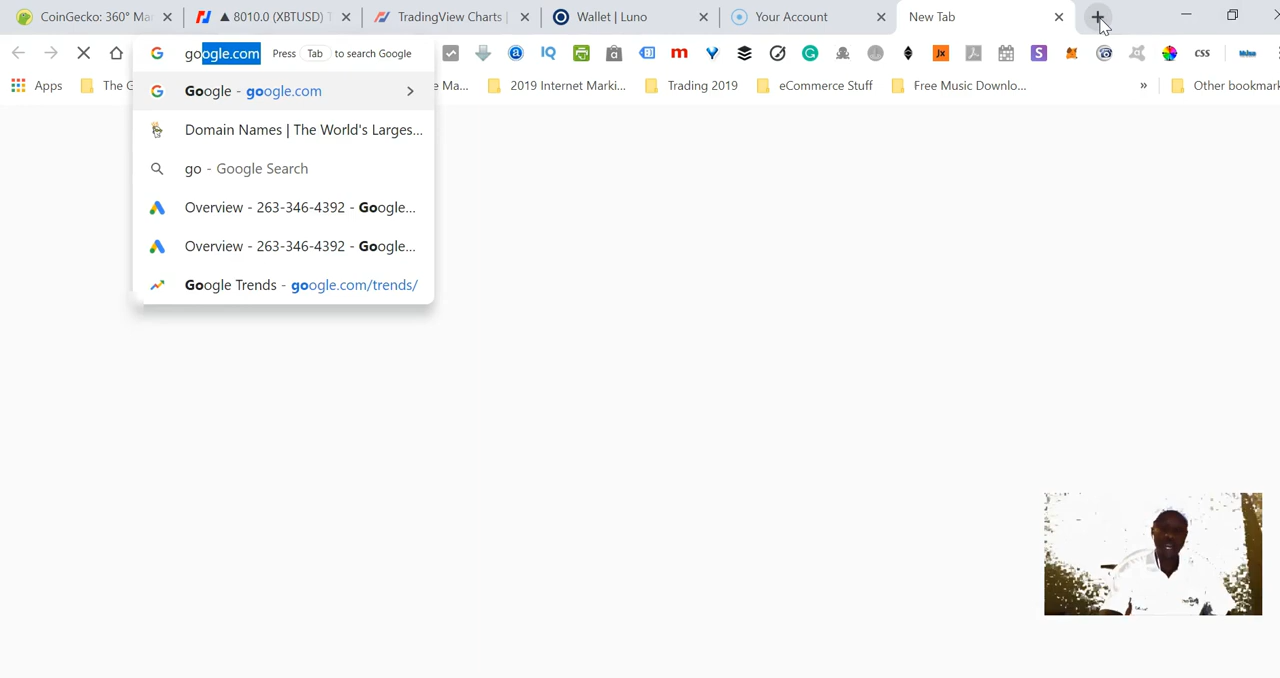 CoinGecko: 360° Ma
▲ 8010.0 (XBTUSD)
TradingView Charts
Wallet | Luno
Your Account
New Tab
google.com
Press Tab to search Google
IQ
css
Apps
The G
e Ma...
2019 Internet Marki...
Trading 2019
eCommerce Stuff
Free Music Downlo...
»
Other bookmark
Google - google.com
Domain Names | The World's Larges...
go - Google Search
Overview - 263-346-4392 - Google...
Overview - 263-346-4392 - Google...
Google Trends - google.com/trends/